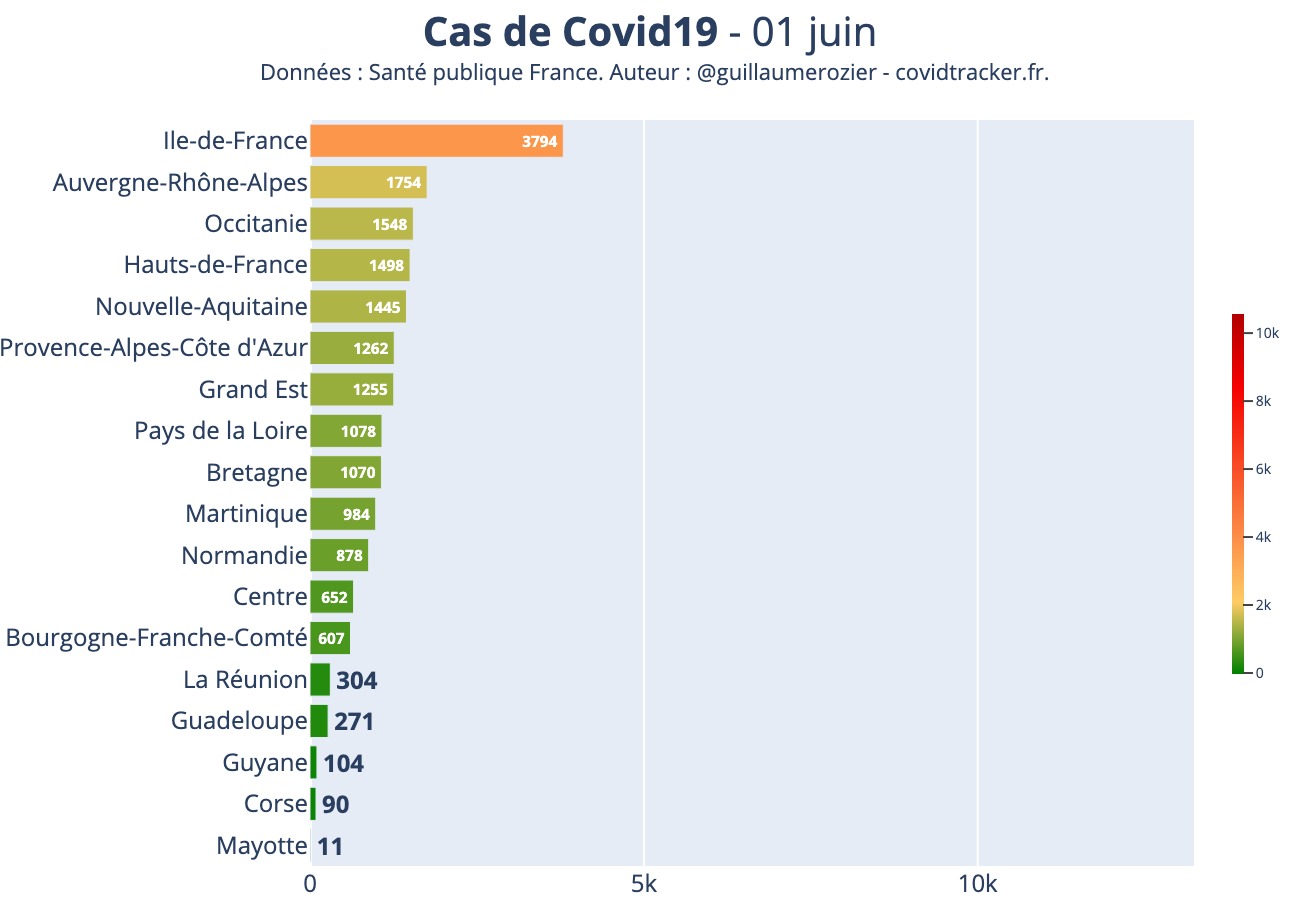 Cas de Covid19 - 01 juin
Données : Santé publique France. Auteur : @guillaumerozier - covidtracker.fr.
Ile-de-France 3794
Auvergne-Rhône-Alpes 1754
Occitanie 1548
Hauts-de-France 1498
Nouvelle-Aquitaine 1445
Provence-Alpes-Côte d'Azur 1262
Grand Est 1255
Pays de la Loire 1078
Bretagne 1070
Martinique 984
Normandie 878
Centre 652
Bourgogne-Franche-Comté 607
La Réunion 304
Guadeloupe 271
Guyane 104
Corse 90
Mayotte 11
0 5k 10k
10k
8k
6k
4k
2k
0